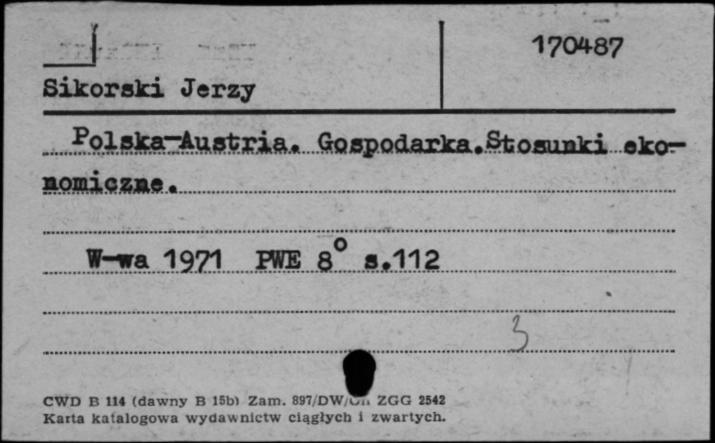 170487
Sikorski Jerzy
Polska-Austria. Gospodarka.Stosunki eko-
nomiczne.
W-wa 1971 PWE 8° s.112
3
CWD B 114 (dawny B 15b) Zam. 897/DW/ ZGG 2542
Karta katalogowa wydawnictw ciągłych i zwartych.